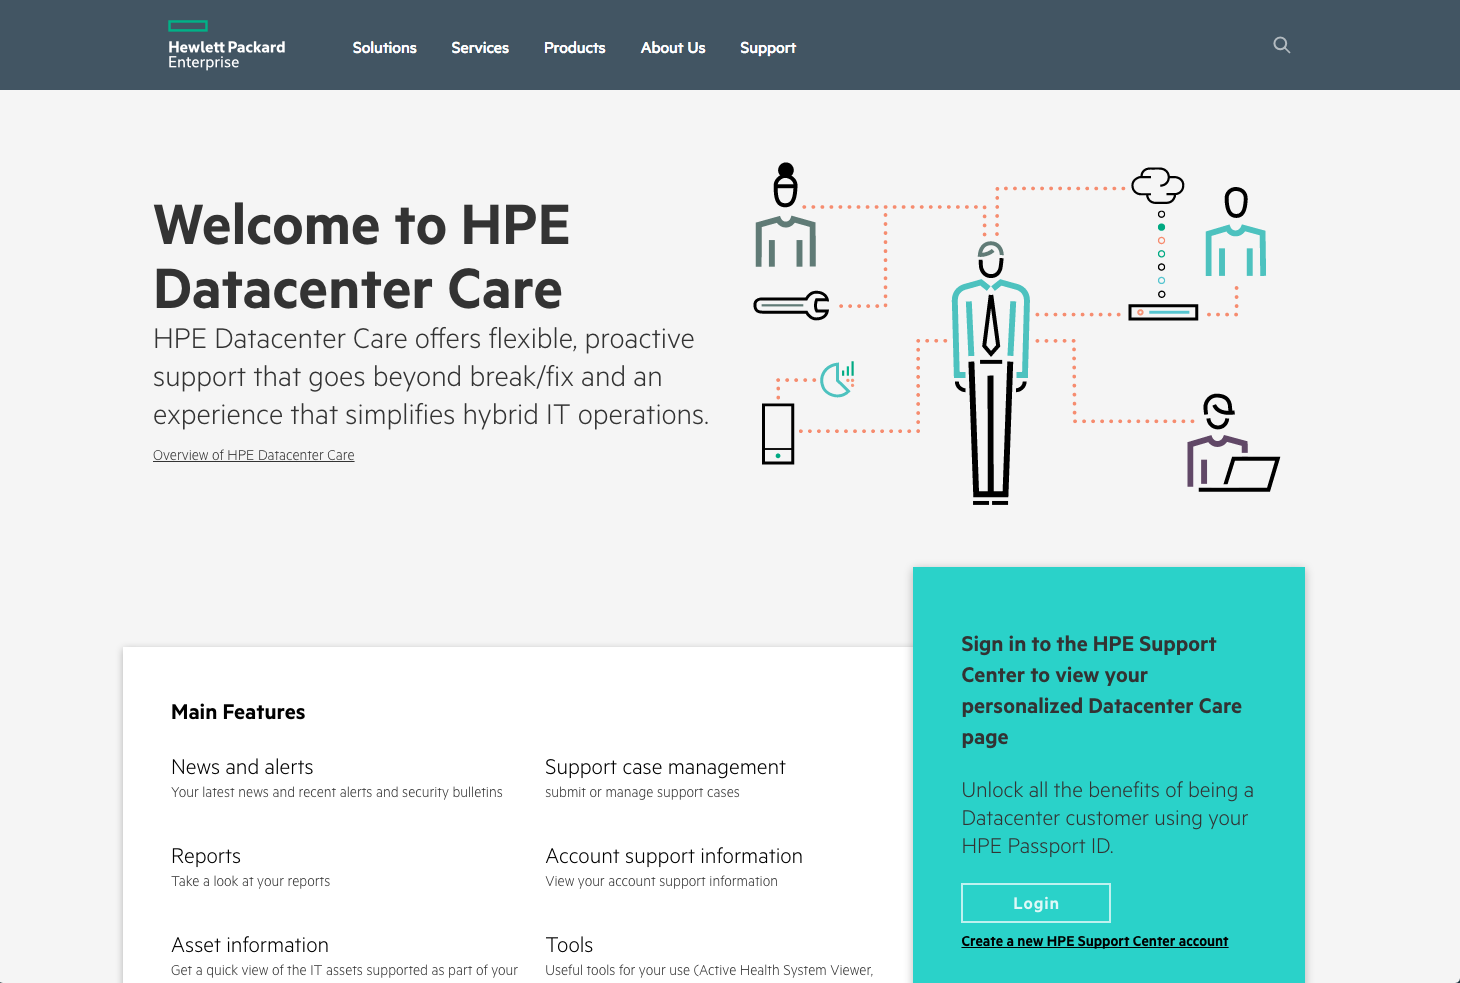 Hewlett Packard
Enterprise
Solutions
Services
Products
About Us
Support
Welcome to HPE
Datacenter Care
HPE Datacenter Care offers flexible, proactive
support that goes beyond break/fix and an
experience that simplifies hybrid IT operations.
Overview of HPE Datacenter Care
Main Features
News and alerts
Your latest news and recent alerts and security bulletins
Support case management
submit or manage support cases
Reports
Take a look at your reports
Account support information
View your account support information
Asset information
Get a quick view of the IT assets supported as part of your
Tools
Useful tools for your use (Active Health System Viewer,
Sign in to the HPE Support
Center to view your
personalized Datacenter Care
page
Unlock all the benefits of being a
Datacenter customer using your
HPE Passport ID.
Login
Create a new HPE Support Center account